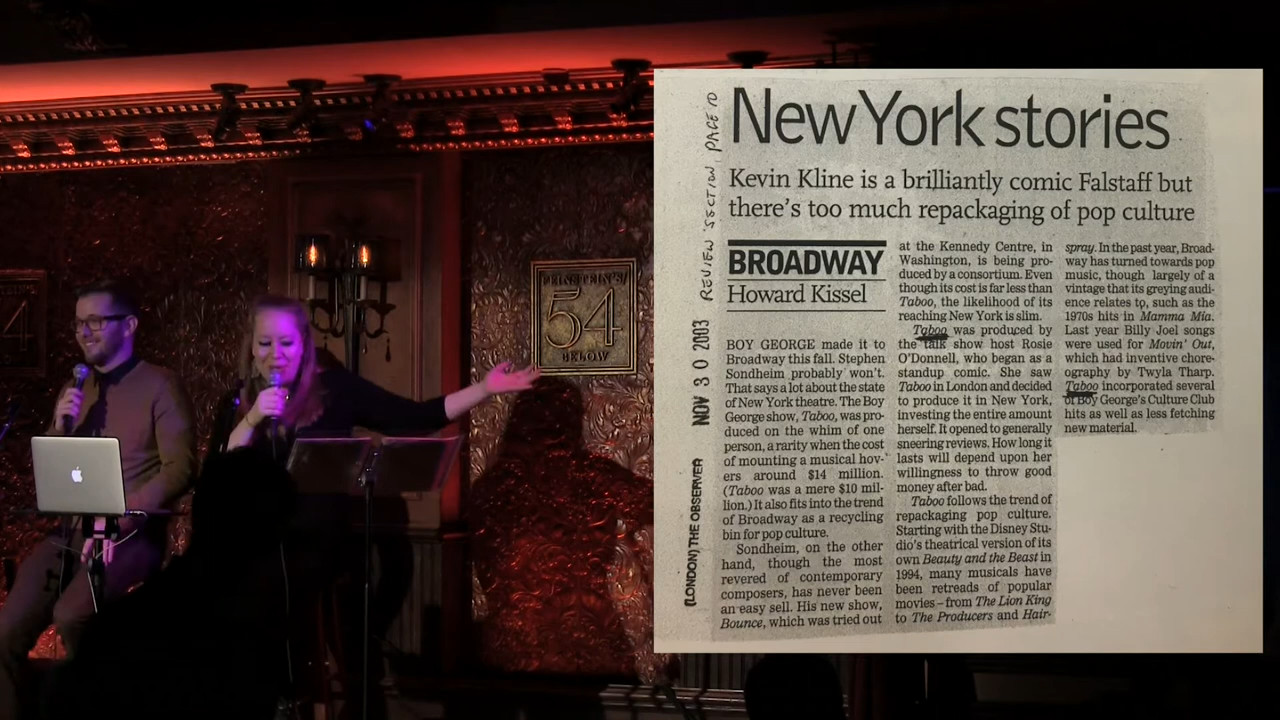 FEINSTEIN'S/
54
BELOW
4
New York stories
Kevin Kline is a brilliantly comic Falstaff but
there's too much repackaging of pop culture
BROADWAY
Howard Kissel
BOY GEORGE made it to
Broadway this fall. Stephen
Sondheim probably won't.
That says a lot about the state
of New York theatre. The Boy
George show, Taboo, was pro-
duced on the whim of one
person, a rarity when the cost
of mounting a musical hov-
ers around $14 million.
(Taboo was a mere $10 mil-
lion.) It also fits into the trend
of Broadway as a recycling
bin for pop culture.
Sondheim, on the other
hand, though the most
revered of contemporary
composers, has never been
an easy sell. His new show,
Bounce, which was tried out
at the Kennedy Centre, in
Washington, is being pro-
duced by a consortium. Even
though its cost is far less than
Taboo, the likelihood of its
reaching New York is slim.
Taboo was produced by
the talk show host Rosie
O'Donnell, who began as a
standup comic. She saw
Taboo in London and decided
to produce it in New York,
investing the entire amount
herself. It opened to generally
sneering reviews. How long it
lasts will depend upon her
willingness to throw good
money after bad.
Taboo follows the trend of
repackaging pop culture.
Starting with the Disney Stu-
dio's theatrical version of its
own Beauty and the Beast in
1994, many musicals have
been retreads of popular
movies – from The Lion King
to The Producers and Hair-
spray. In the past year, Broad-
way has turned towards pop
music, though largely of a
vintage that its greying audi-
ence relates to, such as the
1970s hits in Mamma Mia.
Last year Billy Joel songs
were used for Movin' Out,
which had inventive chore-
ography by Twyla Tharp.
Taboo incorporated several
of Boy George's Culture Club
hits as well as less fetching
new material.
(LONDON) THE OBSERVER
NOV 30 2003
REVIEW SECTION, PAGE 10